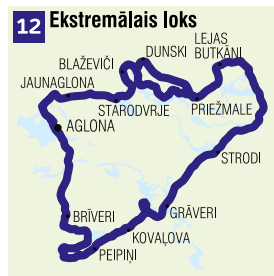 12 Ekstremālais loks
LEJAS
BUTKĀNI
DUNSKI
BLAŽEVIČI
JAUNAGLONA
STARODVRJE
PRIEŽMALE
AGLONA
STRODI
GRĀVERI
BRĪVERI
KOVAĻOVA
PEIPIŅI